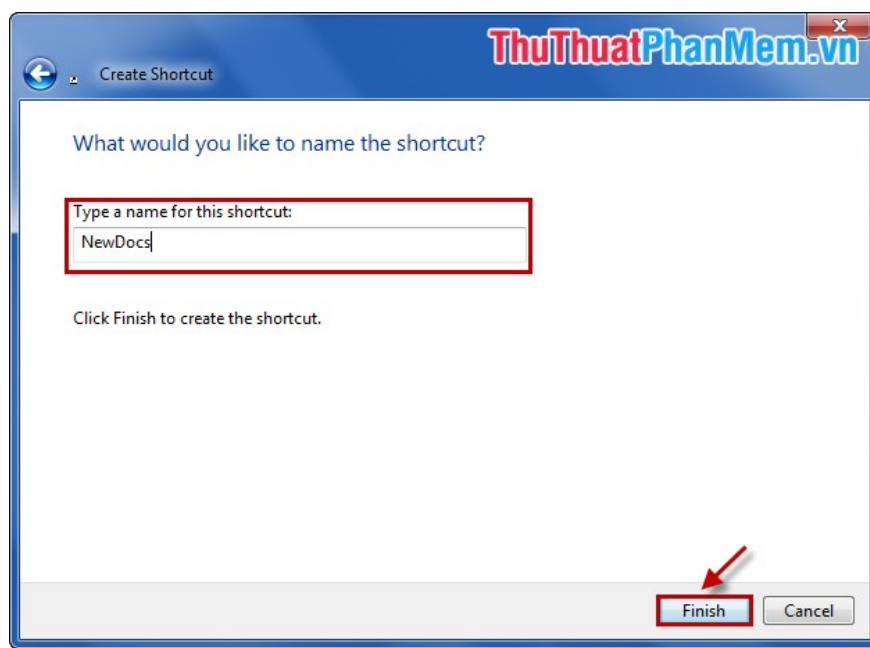 ThuThuatPhanMem.vn
Create Shortcut
What would you like to name the shortcut?
Type a name for this shortcut:
NewDocs
Click Finish to create the shortcut.
Finish Cancel